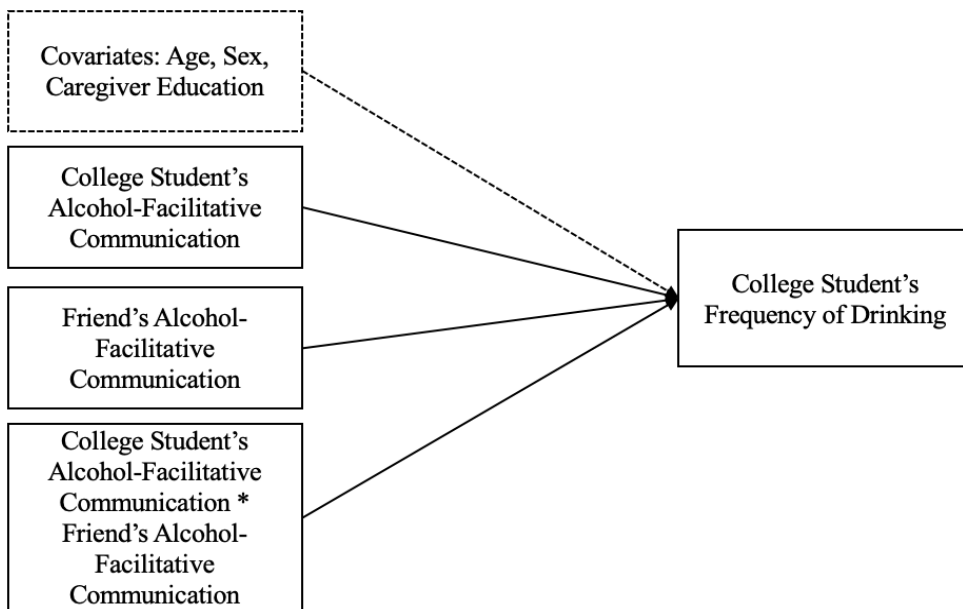 Covariates: Age, Sex,
Caregiver Education
College Student’s
Alcohol-Facilitative
Communication
Friend’s Alcohol-
Facilitative
Communication
College Student’s
Alcohol-Facilitative
Communication *
Friend’s Alcohol-
Facilitative
Communication
College Student’s
Frequency of Drinking